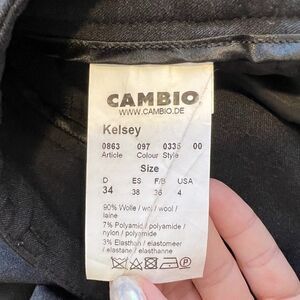 CAMBIO
WWW.CAMBIO.DE
Kelsey
0863 097 0335 00
Article Colour Style
Size
D ES F/B USA
34 38 36 4
90% Wolle / wol / wool /
laine
7% Polyamid / polyamide /
nylon / polyamide
3% Elasthan / elastomeer
/ elastane / elasthanne